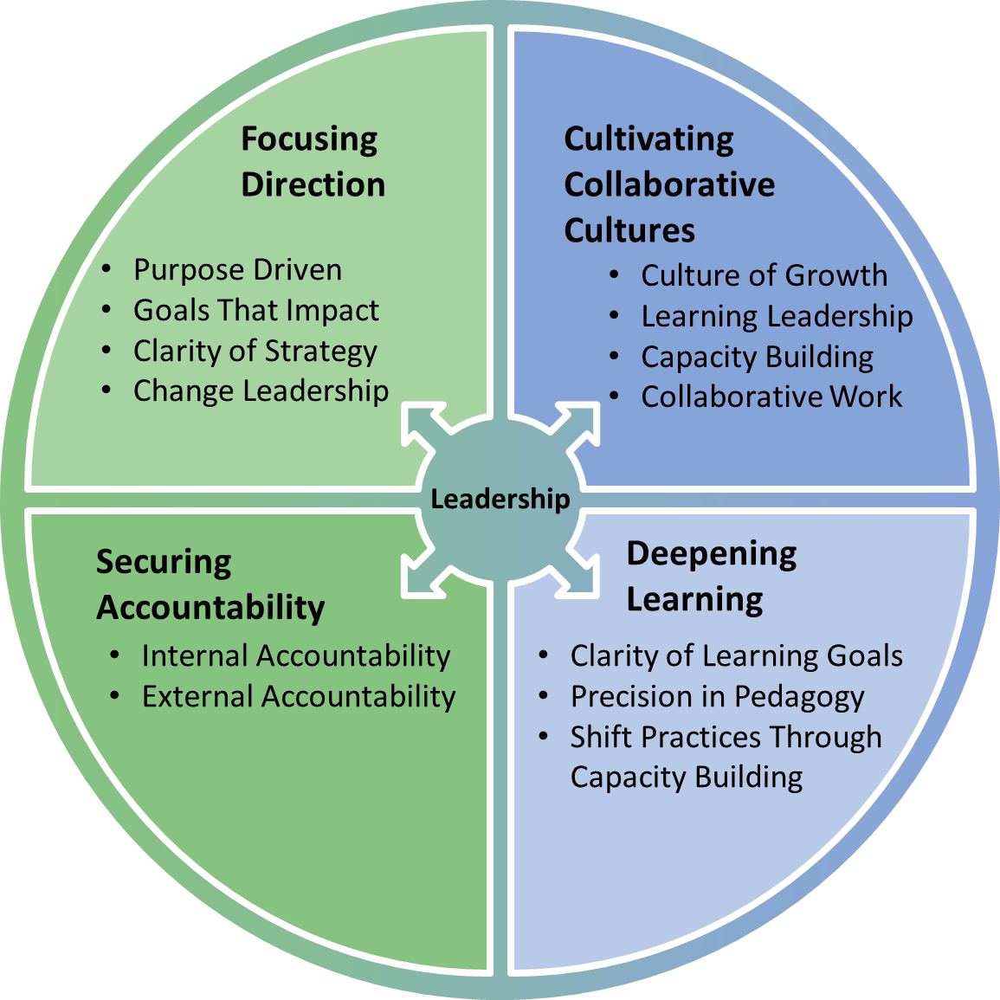 Focusing
Direction
• Purpose Driven
• Goals That Impact
• Clarity of Strategy
• Change Leadership
Cultivating
Collaborative
Cultures
• Culture of Growth
• Learning Leadership
• Capacity Building
• Collaborative Work
Leadership
Securing
Accountability
• Internal Accountability
• External Accountability
Deepening
Learning
• Clarity of Learning Goals
• Precision in Pedagogy
• Shift Practices Through
Capacity Building